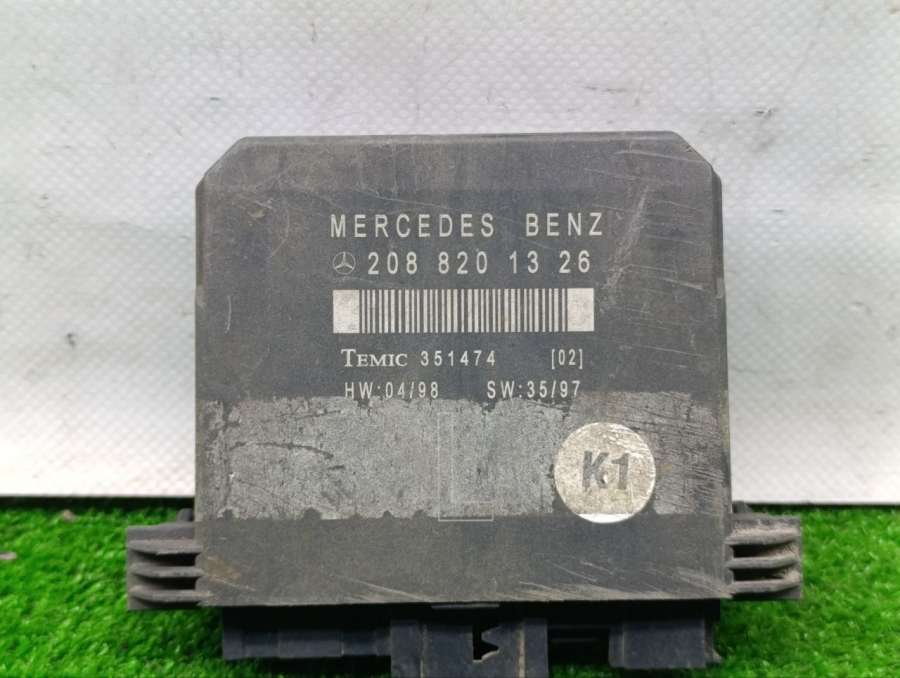 MERCEDES BENZ
208 820 13 26
TEMIC 351474 [02]
HW:04/98 SW:35/97
K1